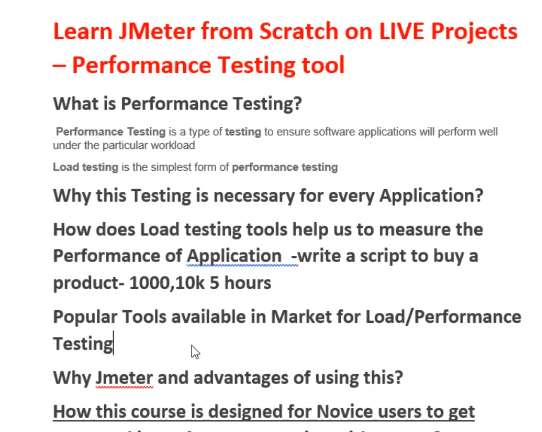 Learn JMeter from Scratch on LIVE Projects
– Performance Testing tool
What is Performance Testing?
Performance Testing is a type of testing to ensure software applications will perform well
under the particular workload
Load testing is the simplest form of performance testing
Why this Testing is necessary for every Application?
How does Load testing tools help us to measure the
Performance of Application -write a script to buy a
product- 1000,10k 5 hours
Popular Tools available in Market for Load/Performance
Testing
Why Jmeter and advantages of using this?
How this course is designed for Novice users to get